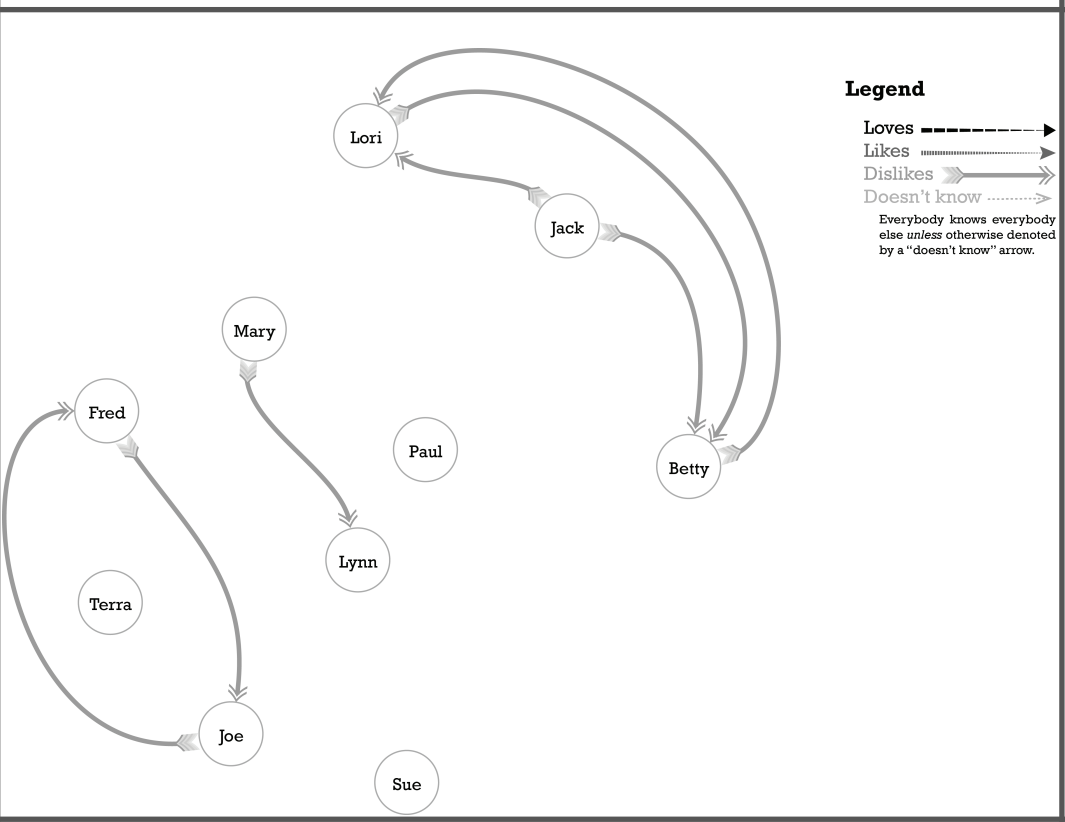 Legend
Loves
Likes
Dislikes
Doesn't know
Everybody knows everybody
else unless otherwise denoted
by a “doesn't know” arrow.
Lori
Jack
Mary
Fred
Paul
Betty
Lynn
Terra
Joe
Sue